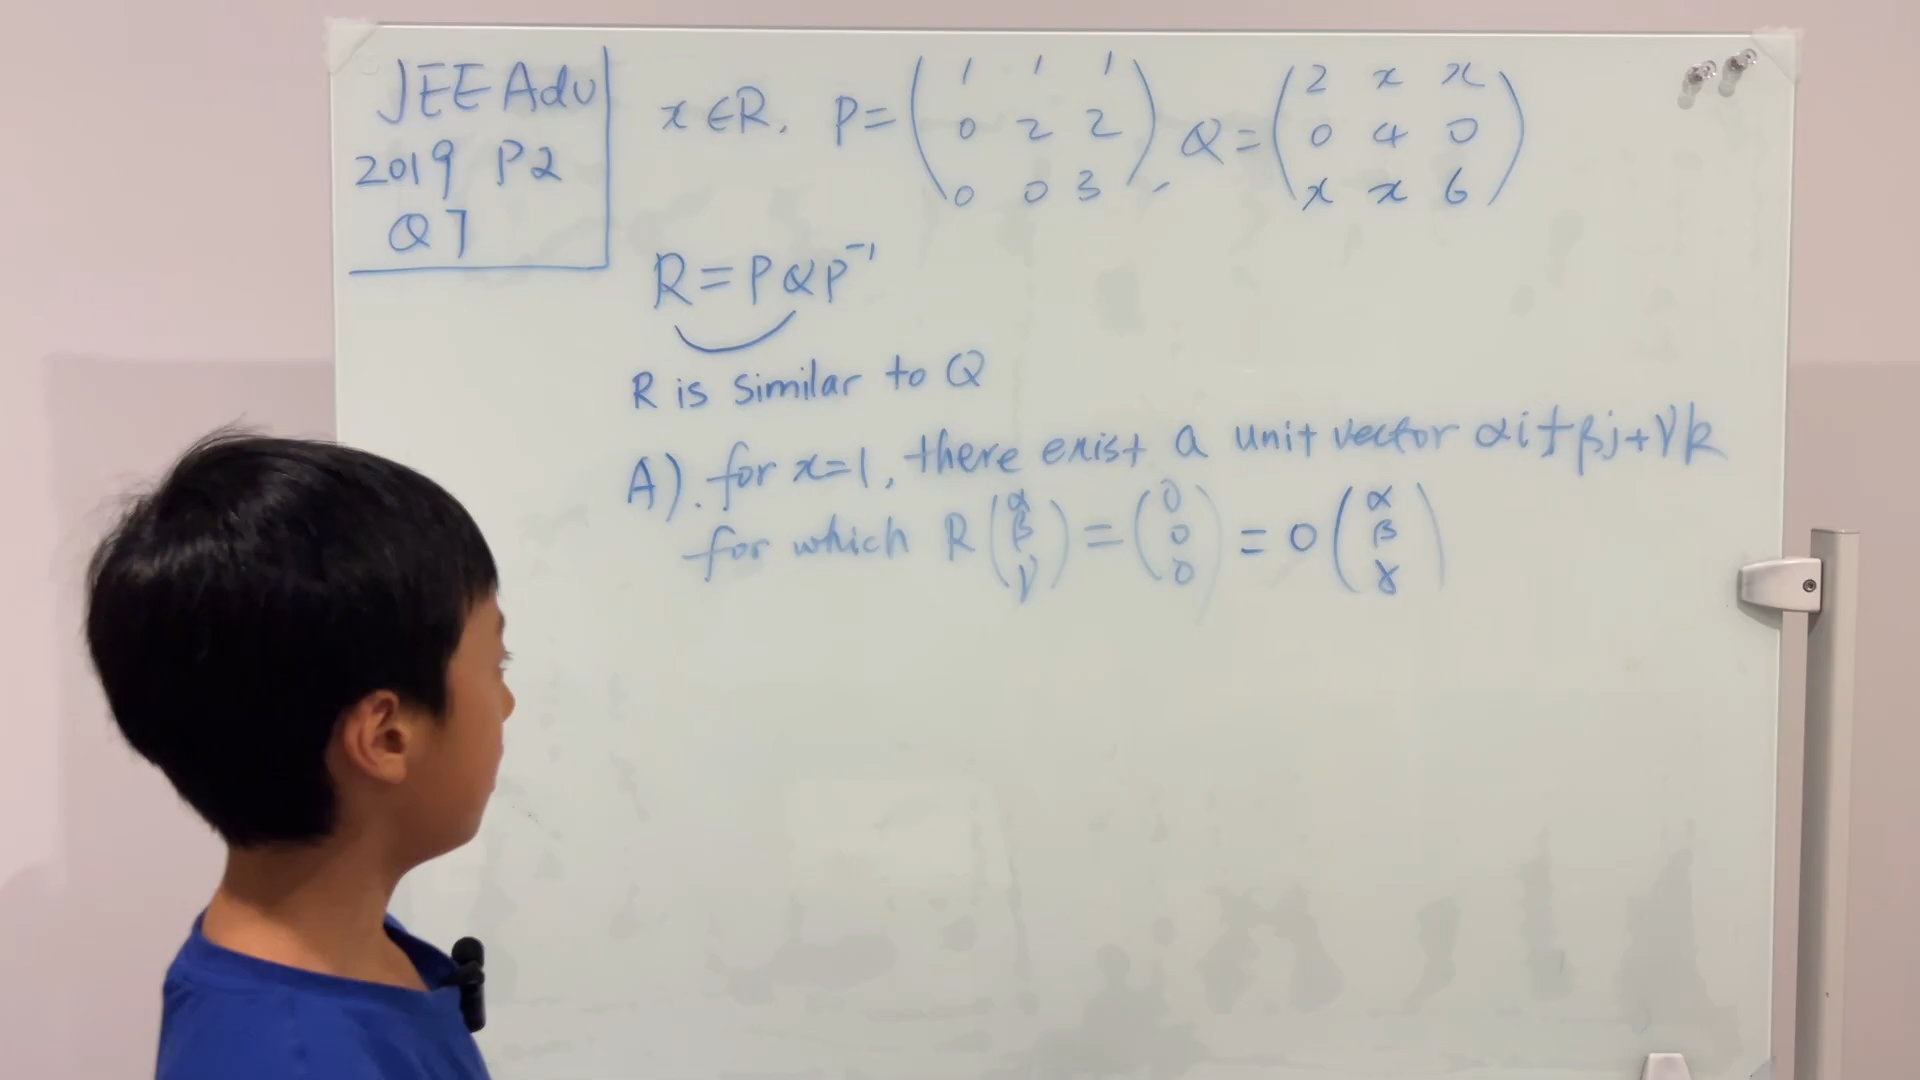 JEE Adv
2019 P2
Q7
x ∈ R, P = (1 1 1
0 2 2
0 0 3), Q = (2 x x
0 4 0
x x 6)
R = PQP⁻¹
R is similar to Q
A). for x=1, there exist a unit vector αi+βj+γk
for which R (α β γ) = (0 0 0) = 0 (α β γ)